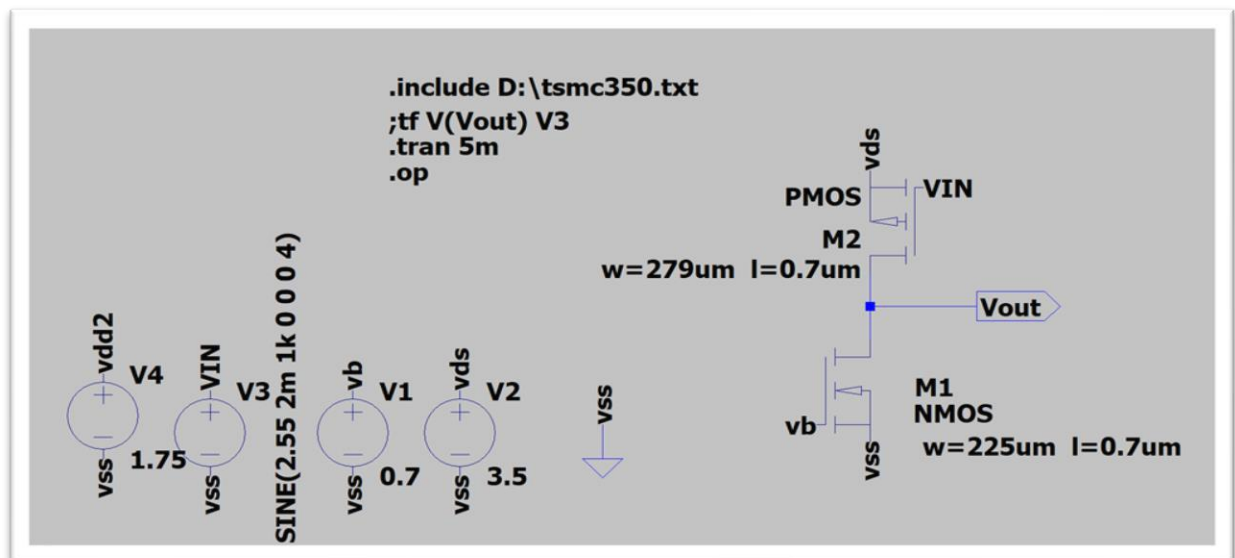 .include D:\tsmc350.txt
;tf V(Vout) V3
.tran 5m
.op
vds
PMOS
VIN
M2
w=279um l=0.7um
Vout
vdd2
V4
1.75
vss
VIN
V3
SINE(2.55 2m 1k 0 0 0 4)
vss
vb
V1
0.7
vss
vds
V2
3.5
vss
vss
vb
M1
NMOS
w=225um l=0.7um
vss